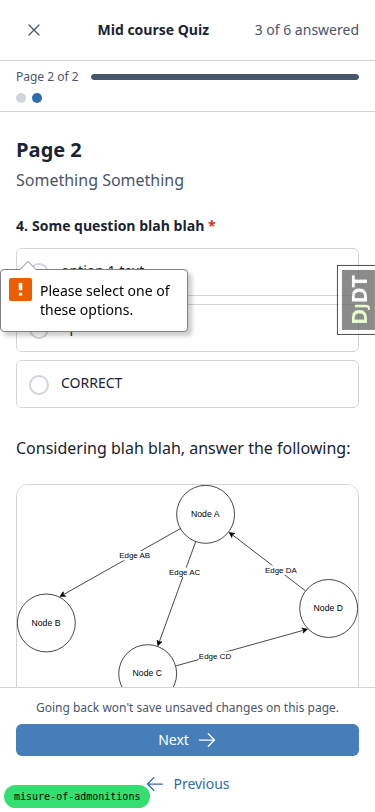 Mid course Quiz
3 of 6 answered
Page 2 of 2
Page 2
Something Something
4. Some question blah blah *
Please select one of
these options.
DjDT
CORRECT
Considering blah blah, answer the following:
Node A
Edge AB
Edge AC
Edge DA
Node B
Node D
Edge CD
Node C
Going back won't save unsaved changes on this page.
Next
Previous
misure-of-admonitions